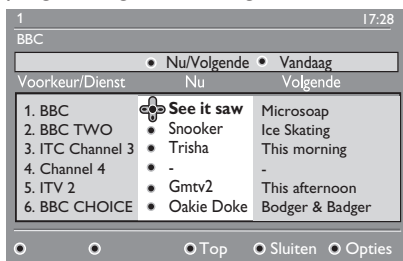 1 17:28
BBC
Nu/Volgende Vandaag
Voorkeur/Dienst Nu Volgende
1. BBC See it saw Microsoap
2. BBC TWO Snooker Ice Skating
3. ITC Channel 3 Trisha This morning
4. Channel 4 - -
5. ITV 2 Gmtv2 This afternoon
6. BBC CHOICE Oakie Doke Bodger & Badger
Top Sluiten Opties